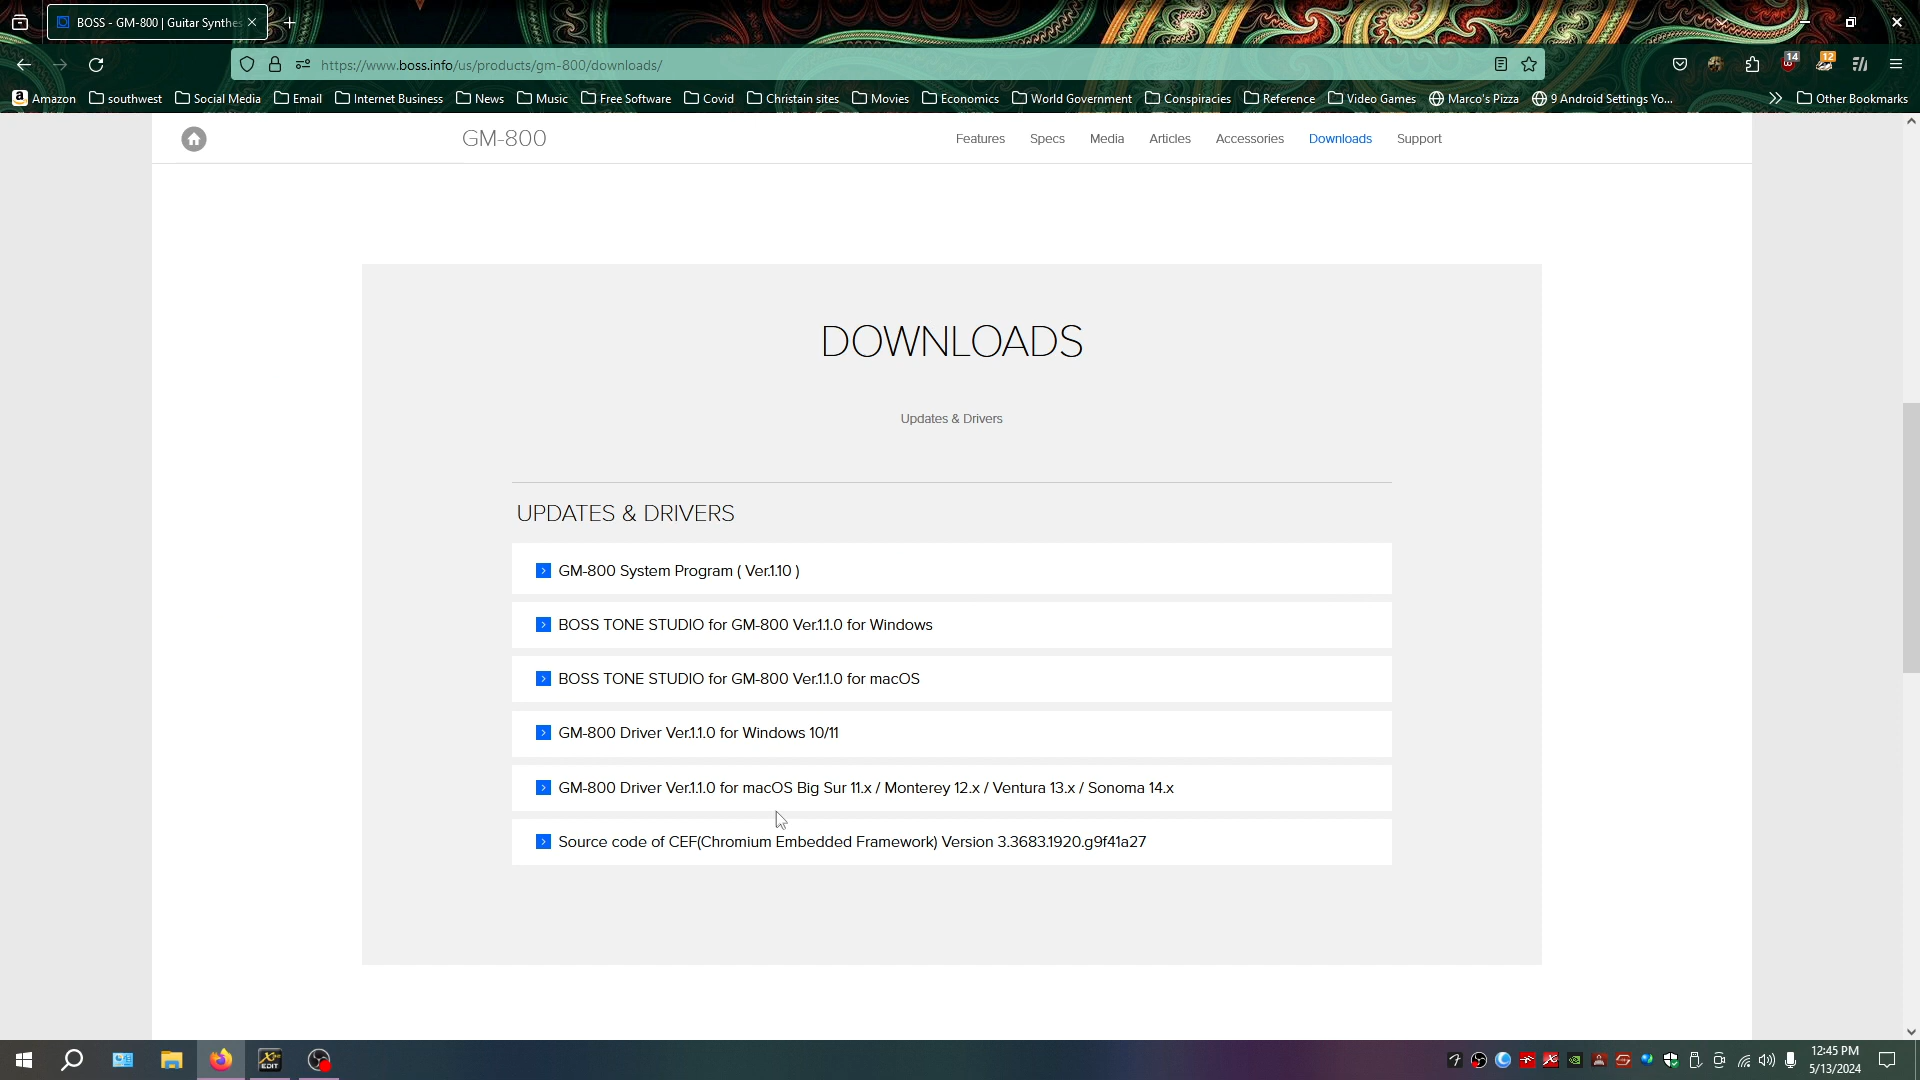 BOSS - GM-800 | Guitar Synthes
https://www.boss.info/us/products/gm-800/downloads/
14
12
Amazon southwest Social Media Email Internet Business News Music Free Software Covid Christain sites Movies Economics World Government Conspiracies Reference Video Games Marco's Pizza 9 Android Settings Yo... Other Bookmarks
GM-800 Features Specs Media Articles Accessories Downloads Support
DOWNLOADS
Updates & Drivers
UPDATES & DRIVERS
GM-800 System Program ( Ver.1.10 )
BOSS TONE STUDIO for GM-800 Ver.1.1.0 for Windows
BOSS TONE STUDIO for GM-800 Ver.1.1.0 for macOS
GM-800 Driver Ver.1.1.0 for Windows 10/11
GM-800 Driver Ver.1.1.0 for macOS Big Sur 11.x / Monterey 12.x / Ventura 13.x / Sonoma 14.x
Source code of CEF(Chromium Embedded Framework) Version 3.3683.1920.g9f41a27
EDIT
12:45 PM
5/13/2024